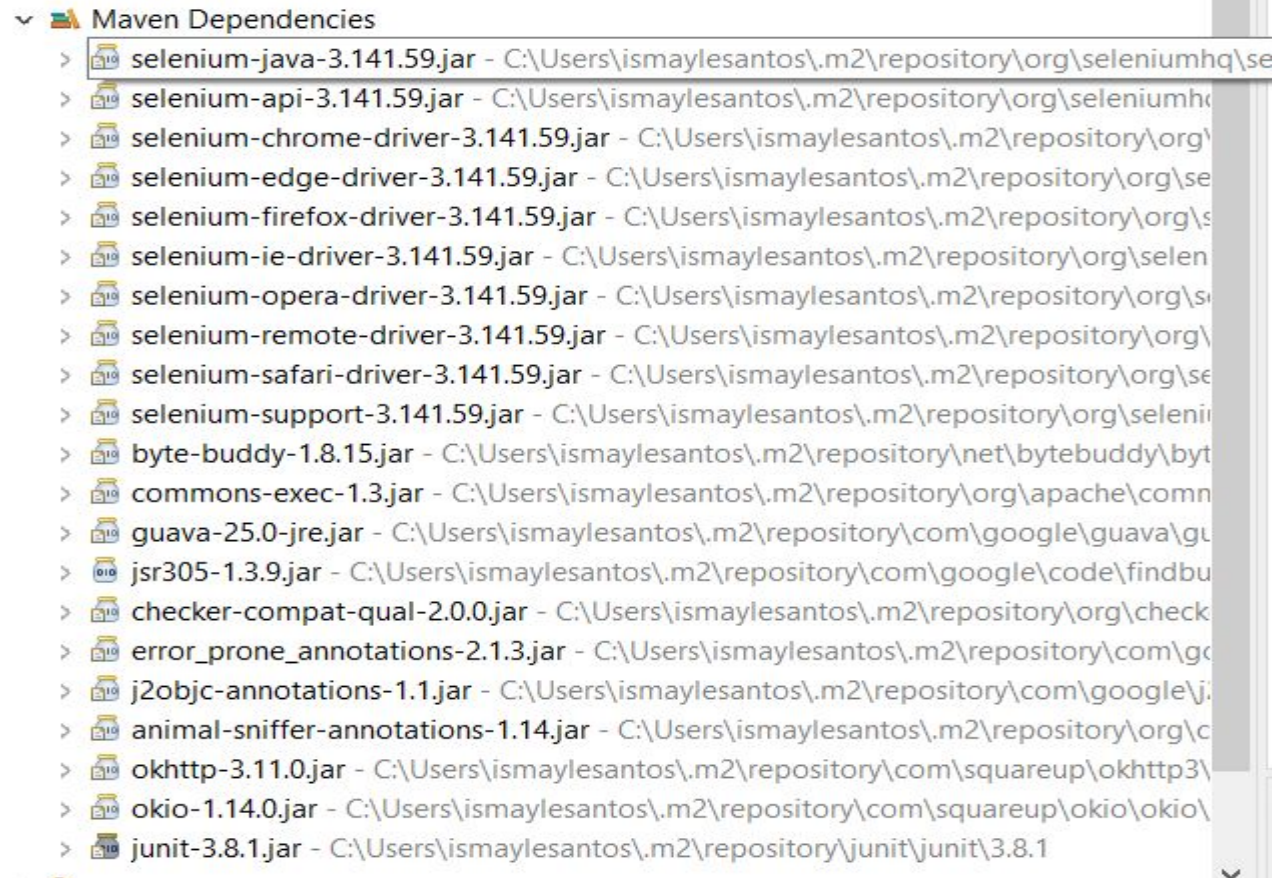 Maven Dependencies
selenium-java-3.141.59.jar - C:\Users\ismaylesantos\.m2\repository\org\seleniumhq\se
selenium-api-3.141.59.jar - C:\Users\ismaylesantos\.m2\repository\org\seleniumh
selenium-chrome-driver-3.141.59.jar - C:\Users\ismaylesantos\.m2\repository\org\
selenium-edge-driver-3.141.59.jar - C:\Users\ismaylesantos\.m2\repository\org\se
selenium-firefox-driver-3.141.59.jar - C:\Users\ismaylesantos\.m2\repository\org\s
selenium-ie-driver-3.141.59.jar - C:\Users\ismaylesantos\.m2\repository\org\selen
selenium-opera-driver-3.141.59.jar - C:\Users\ismaylesantos\.m2\repository\org\s
selenium-remote-driver-3.141.59.jar - C:\Users\ismaylesantos\.m2\repository\org\
selenium-safari-driver-3.141.59.jar - C:\Users\ismaylesantos\.m2\repository\org\se
selenium-support-3.141.59.jar - C:\Users\ismaylesantos\.m2\repository\org\seleni
byte-buddy-1.8.15.jar - C:\Users\ismaylesantos\.m2\repository\net\bytebuddy\byt
commons-exec-1.3.jar - C:\Users\ismaylesantos\.m2\repository\org\apache\comm
guava-25.0-jre.jar - C:\Users\ismaylesantos\.m2\repository\com\google\guava\gu
jsr305-1.3.9.jar - C:\Users\ismaylesantos\.m2\repository\com\google\code\findbu
checker-compat-qual-2.0.0.jar - C:\Users\ismaylesantos\.m2\repository\org\check
error_prone_annotations-2.1.3.jar - C:\Users\ismaylesantos\.m2\repository\com\go
j2objc-annotations-1.1.jar - C:\Users\ismaylesantos\.m2\repository\com\google\j
animal-sniffer-annotations-1.14.jar - C:\Users\ismaylesantos\.m2\repository\org\c
okhttp-3.11.0.jar - C:\Users\ismaylesantos\.m2\repository\com\squareup\okhttp3\
okio-1.14.0.jar - C:\Users\ismaylesantos\.m2\repository\com\squareup\okio\okio\
junit-3.8.1.jar - C:\Users\ismaylesantos\.m2\repository\junit\junit\3.8.1